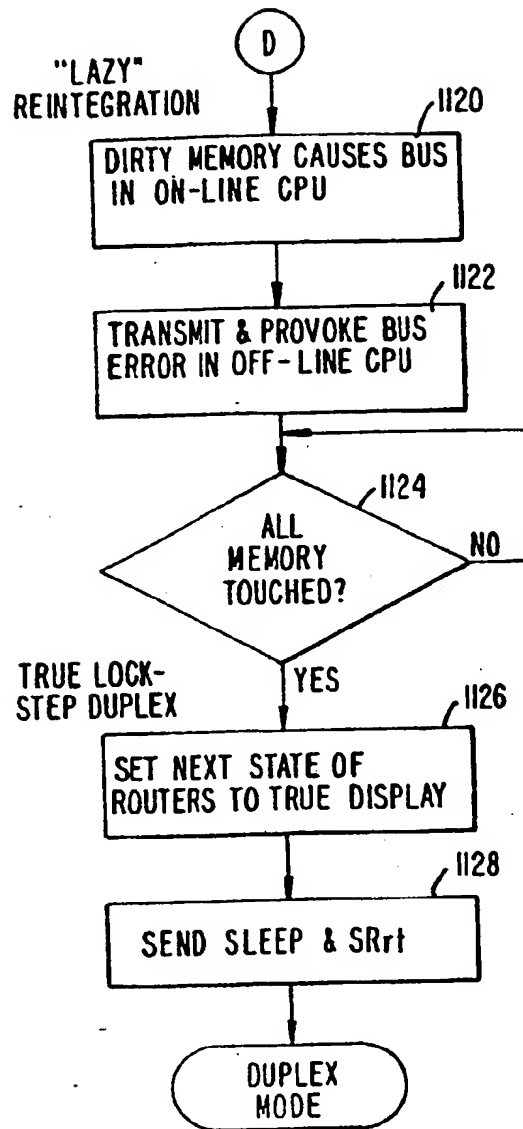 D
"LAZY"
REINTEGRATION
1120
DIRTY MEMORY CAUSES BUS
IN ON-LINE CPU
1122
TRANSMIT & PROVOKE BUS
ERROR IN OFF-LINE CPU
1124
ALL
MEMORY
TOUCHED?
NO
YES
TRUE LOCK-
STEP DUPLEX
1126
SET NEXT STATE OF
ROUTERS TO TRUE DISPLAY
1128
SEND SLEEP & SRrt
DUPLEX
MODE